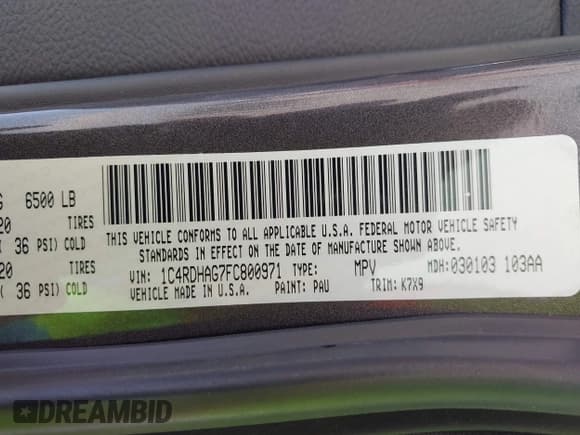 G 6500 LB
20 TIRES
( 36 PSI) COLD
20 TIRES
( 36 PSI) COLD
THIS VEHICLE CONFORMS TO ALL APPLICABLE U.S.A. FEDERAL MOTOR VEHICLE SAFETY
STANDARDS IN EFFECT ON THE DATE OF MANUFACTURE SHOWN ABOVE.
VIN: 1C4RDHAG7FC800971 TYPE: MPV MDH: 030103 103AA
VEHICLE MADE IN U.S.A. PAINT: PAU TRIM: K7X9
DREAMBID